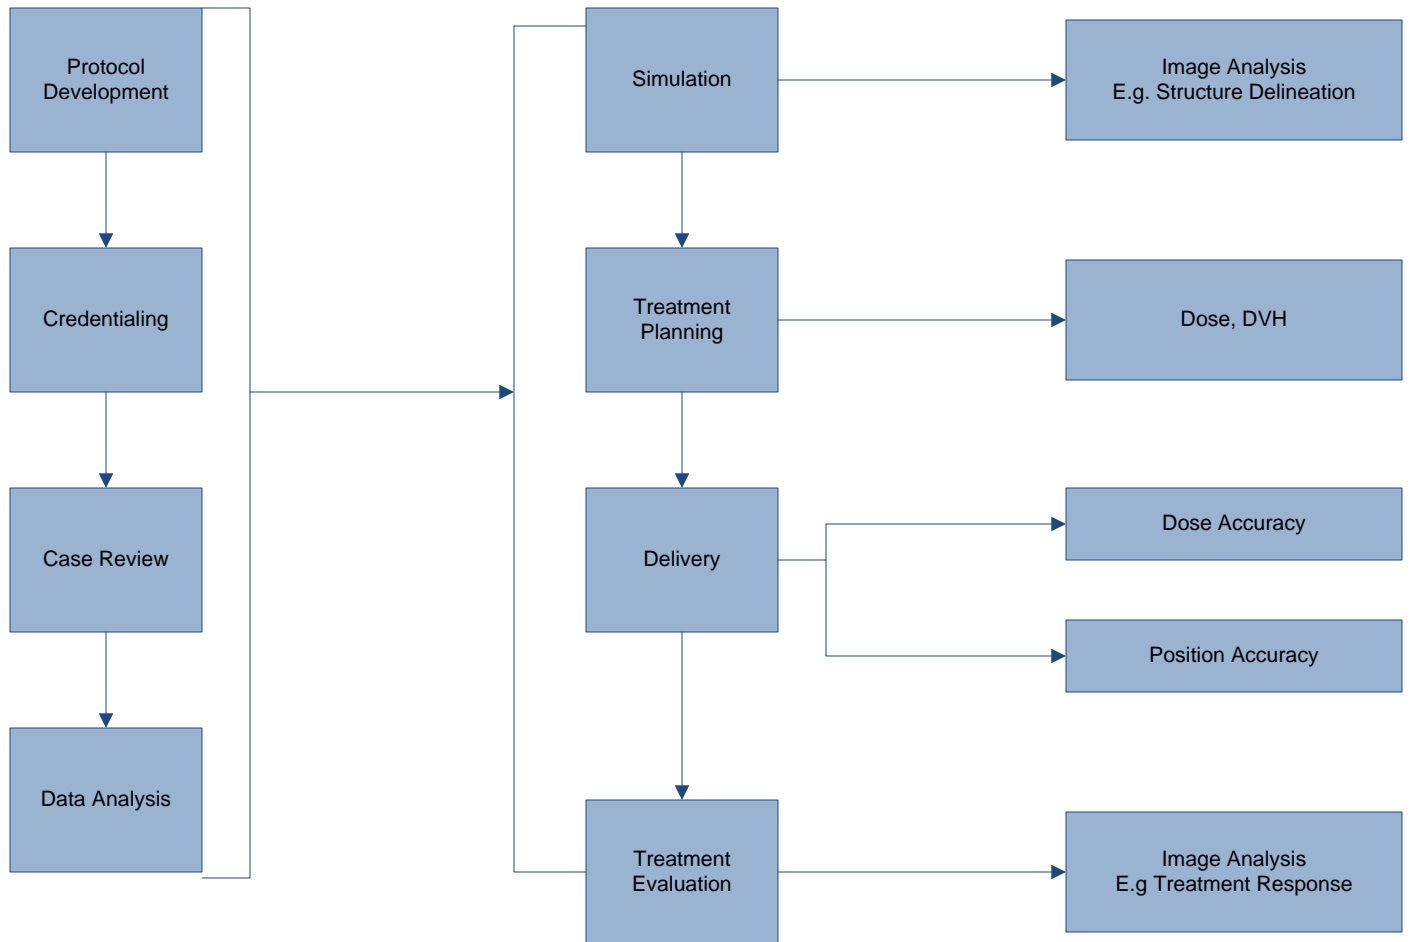 Protocol
Development
Credentialing
Case Review
Data Analysis
Simulation
Treatment
Planning
Delivery
Treatment
Evaluation
Image Analysis
E.g. Structure Delineation
Dose, DVH
Dose Accuracy
Position Accuracy
Image Analysis
E.g Treatment Response